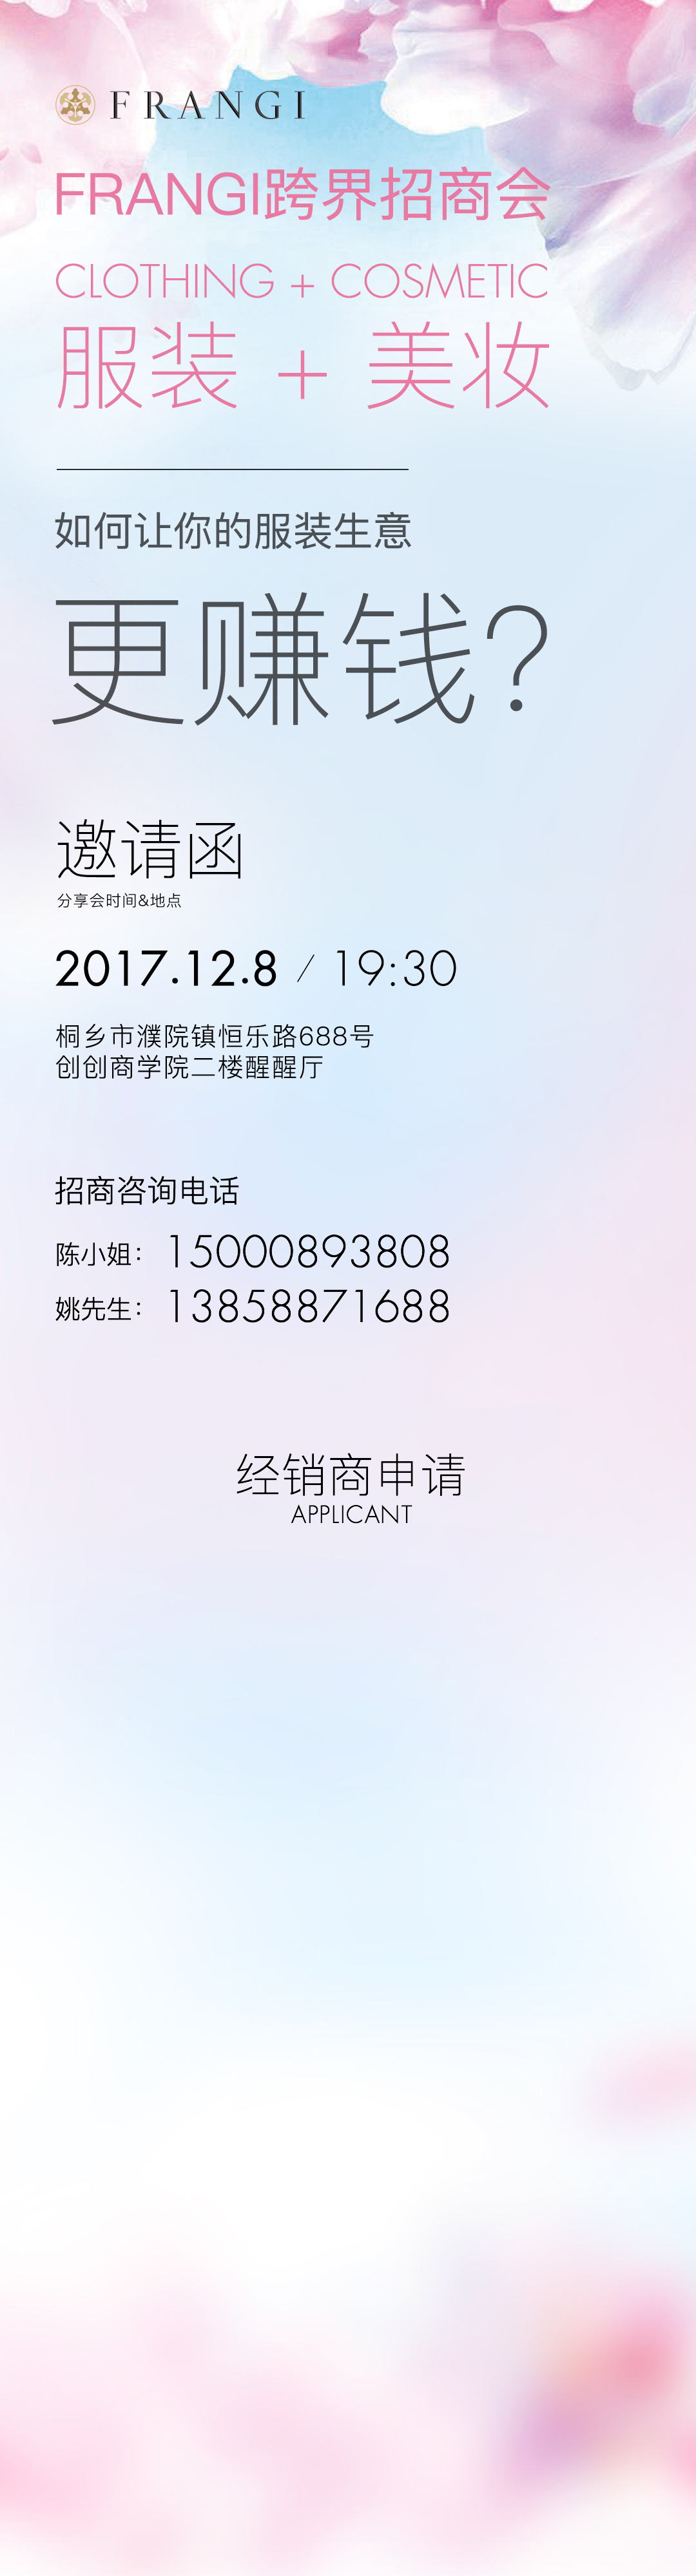 FRANGI
FRANGI跨界招商会
CLOTHING + COSMETIC
服装 + 美妆
如何让你的服装生意
更赚钱?
邀请函
分享会时间&地点
2017.12.8 / 19:30
桐乡市濮院镇恒乐路688号
创创商学院二楼醒醒厅
招商咨询电话
陈小姐: 15000893808
姚先生: 13858871688
经销商申请
APPLICANT